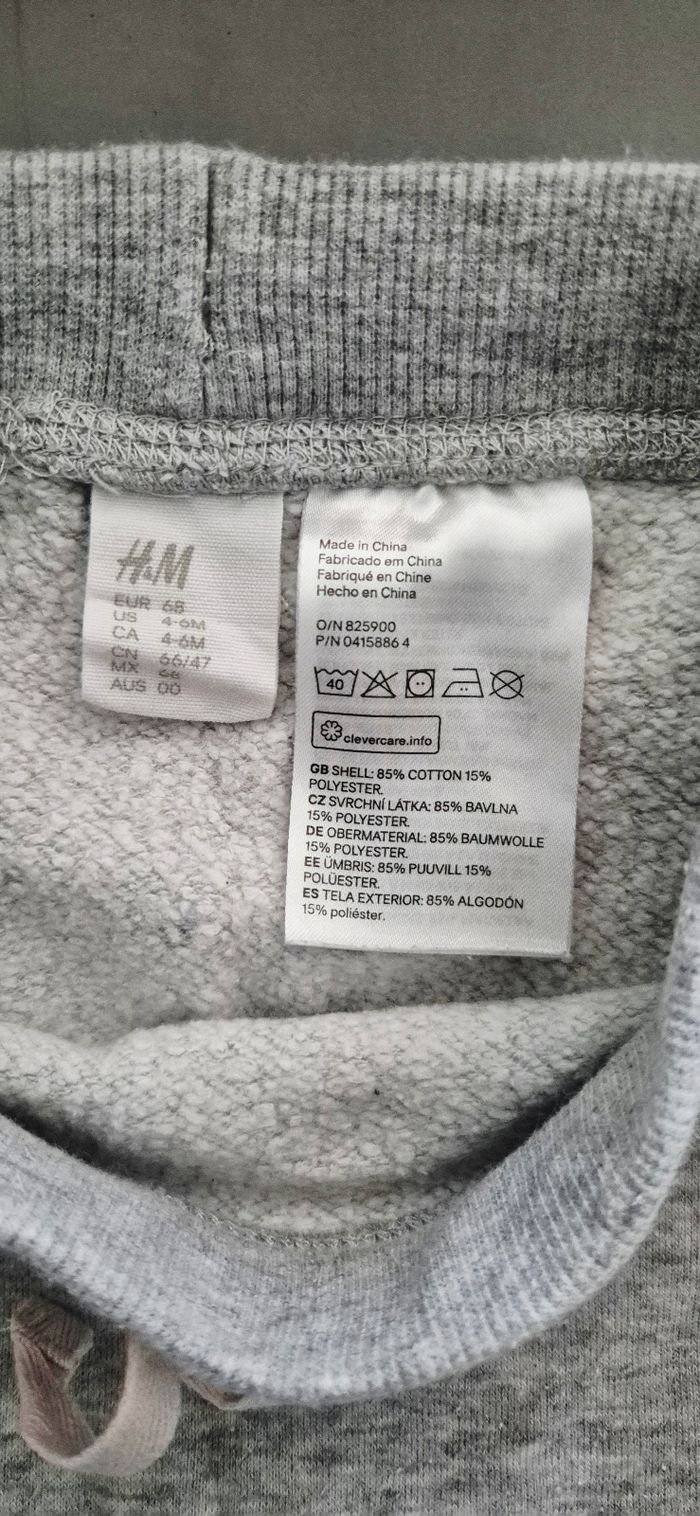 H&M
EUR 68
US 4-6M
CA 4-6M
CN 66/47
MX 68
AUS 00
Made in China
Fabricado em China
Fabriqué en Chine
Hecho en China
O/N 825900
P/N 0415886 4
40
clevercare.info
GB SHELL: 85% COTTON 15%
POLYESTER.
CZ SVRCHNÍ LÁTKA: 85% BAVLNA
15% POLYESTER.
DE OBERMATERIAL: 85% BAUMWOLLE
15% POLYESTER.
EE ÜMBRIS: 85% PUUVILL 15%
POLÜESTER.
ES TELA EXTERIOR: 85% ALGODÓN
15% poliéster.